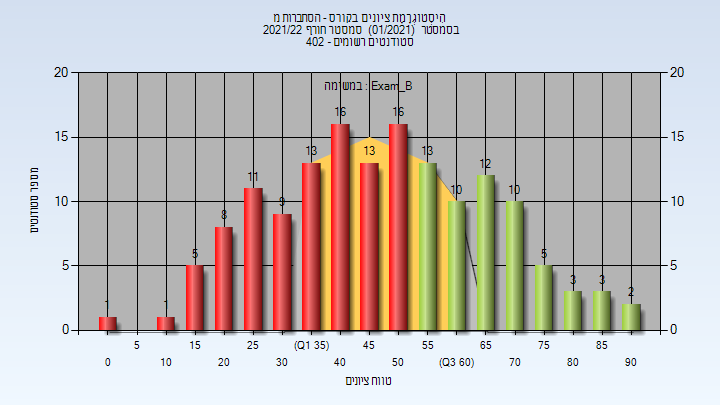 היסטוגרמת ציונים בקורס - הסתברות מ
בסמסטר (01/2021) סמסטר חורף 2021/22
סטודנטים רשומים - 402
במשימה : Exam_B
מספר סטודנטים
20 15 10 5 0
20 15 10 5 0
1 1 5 8 11 9 13 16 13 16 13 10 12 10 5 3 3 2
5 15 25 (Q1 35) 45 55 65 75 85
0 10 20 30 40 50 (Q3 60) 70 80 90
טווח ציונים